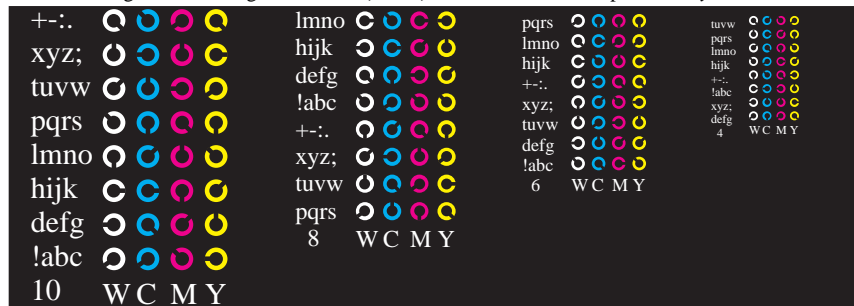 +-:.
xyz;
tuvw
pqrs
lmno
hijk
defg
!abc
10 W C M Y
lmno
hijk
defg
!abc
+-:.
xyz;
tuvw
pqrs
8 W C M Y
pqrs
lmno
hijk
+-:.
xyz;
tuvw
defg
!abc
6 W C M Y
tuvw
pqrs
lmno
hijk
+-:.
!abc
xyz;
defg
4 W C M Y